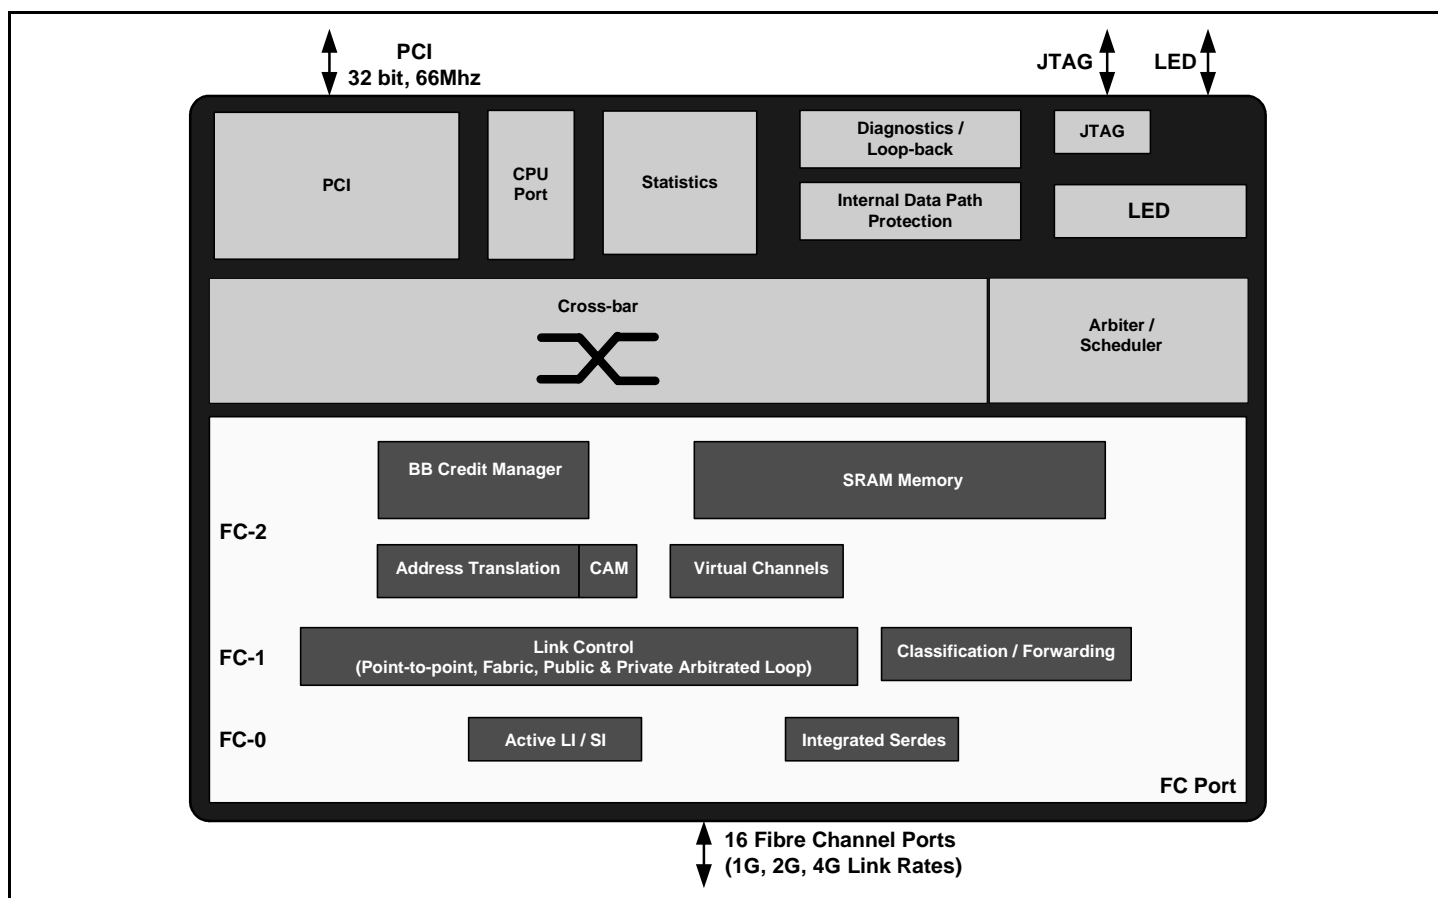 PCI
32 bit, 66Mhz
JTAG
LED
PCI
CPU
Port
Statistics
Diagnostics /
Loop-back
Internal Data Path
Protection
JTAG
LED
Cross-bar
Arbiter /
Scheduler
BB Credit Manager
SRAM Memory
FC-2
Address Translation
CAM
Virtual Channels
FC-1
Link Control
(Point-to-point, Fabric, Public & Private Arbitrated Loop)
Classification / Forwarding
FC-0
Active LI / SI
Integrated Serdes
FC Port
16 Fibre Channel Ports
(1G, 2G, 4G Link Rates)